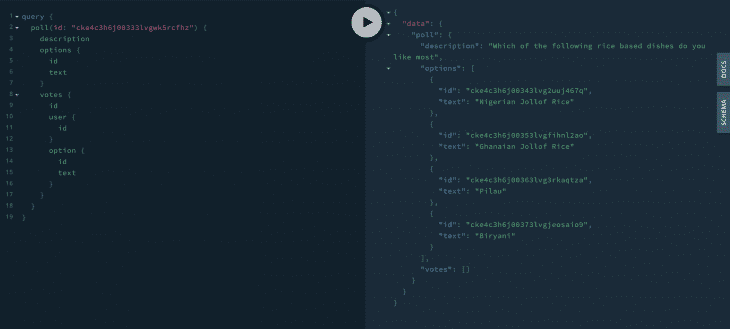 1 query {
2 poll(id: "cke4c3h6j00333lvgwk5rcfhz") {
3 description
4 options {
5 id
6 text
7 }
8 votes {
9 id
10 user {
11 id
12 }
13 option {
14 id
15 text
16 }
17 }
18 }
19 }
{
"data": {
"poll": {
"description": "Which of the following rice based dishes do you
like most",
"options": [
{
"id": "cke4c3h6j00343lvg2uuj467q",
"text": "Nigerian Jollof Rice"
},
{
"id": "cke4c3h6j00353lvgfihnl2ao",
"text": "Ghanaian Jollof Rice"
},
{
"id": "cke4c3h6j00363lvg3rkaqtza",
"text": "Pilau"
},
{
"id": "cke4c3h6j00373lvgjeosaio9",
"text": "Biryani"
}
],
"votes": []
}
}
}
DOCS
SCHEMA